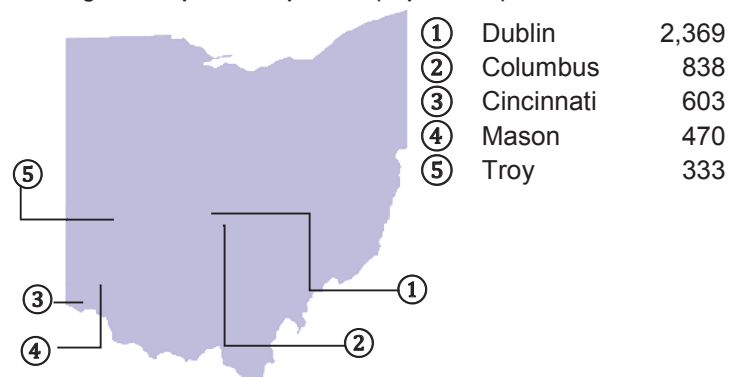 ① Dublin 2,369
② Columbus 838
③ Cincinnati 603
④ Mason 470
⑤ Troy 333
⑤
③
④
①
②